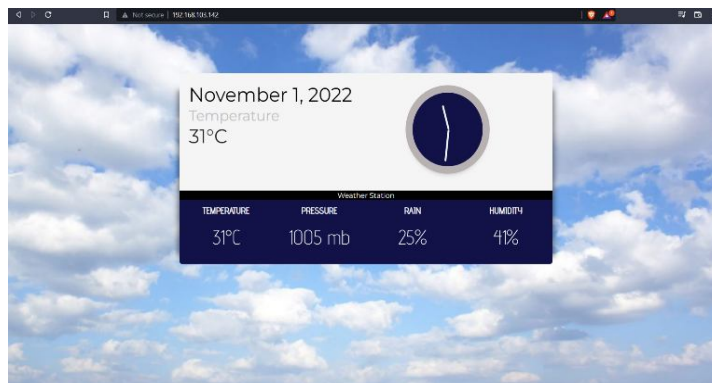 Not secure 192.168.103.142
November 1, 2022
Temperature
31°C
Weather Station
TEMPERATURE PRESSURE RAIN HUMIDITY
31°C 1005 mb 25% 41%